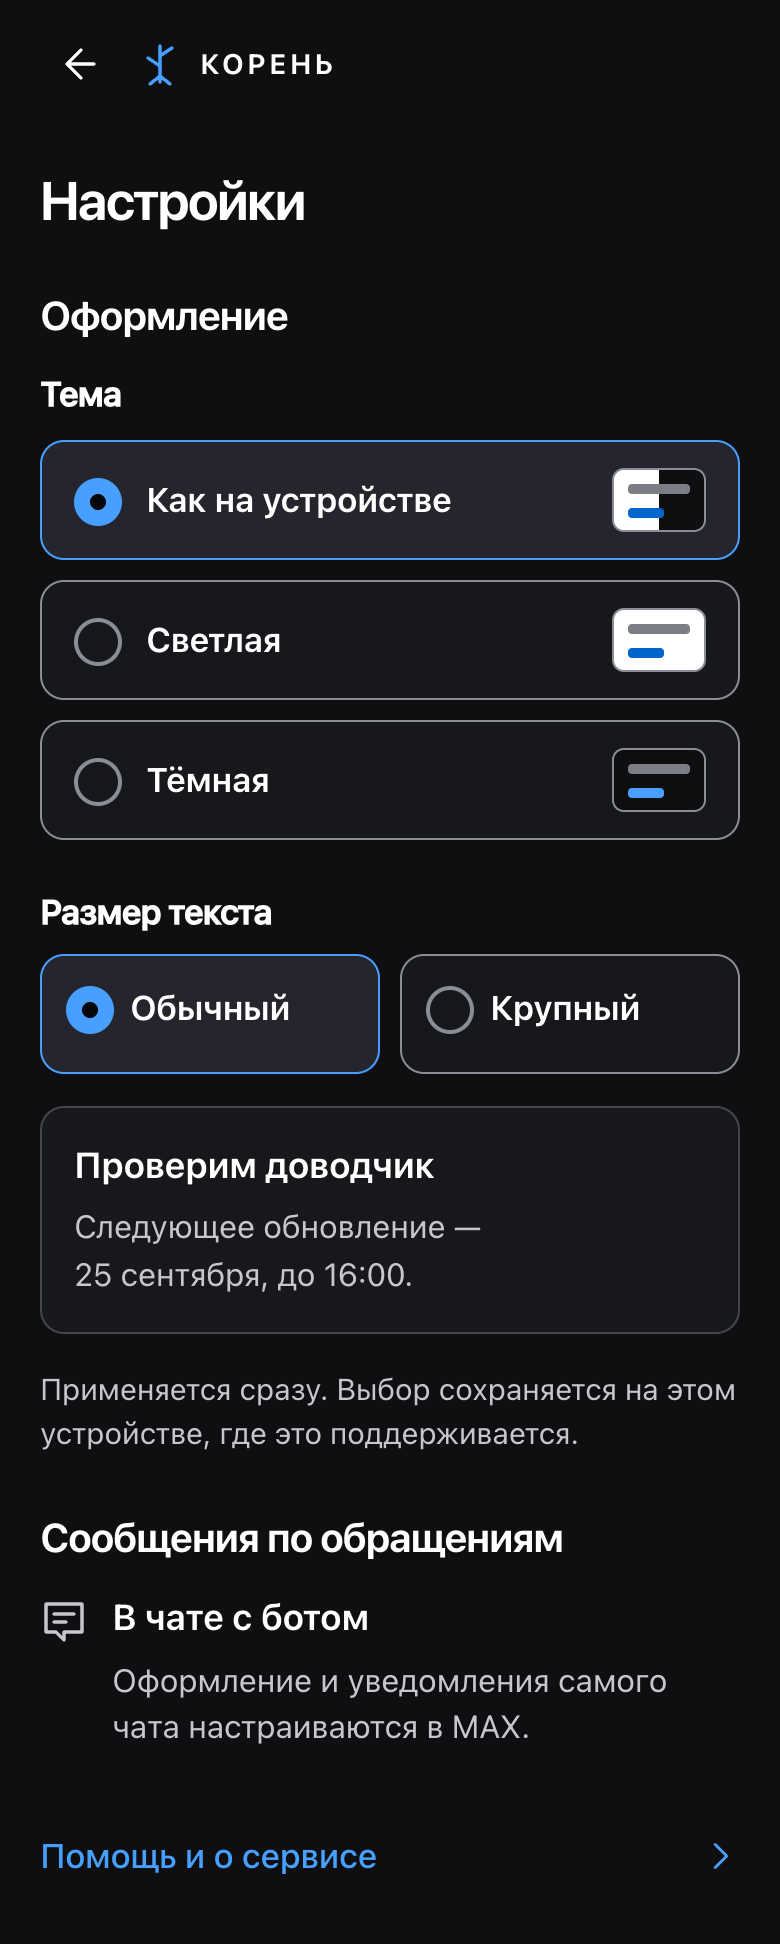 КОРЕНЬ
Настройки
Оформление
Тема
Как на устройстве
Светлая
Тёмная
Размер текста
Обычный
Крупный
Проверим доводчик
Следующее обновление —
25 сентября, до 16:00.
Применяется сразу. Выбор сохраняется на этом
устройстве, где это поддерживается.
Сообщения по обращениям
В чате с ботом
Оформление и уведомления самого
чата настраиваются в MAX.
Помощь и о сервисе